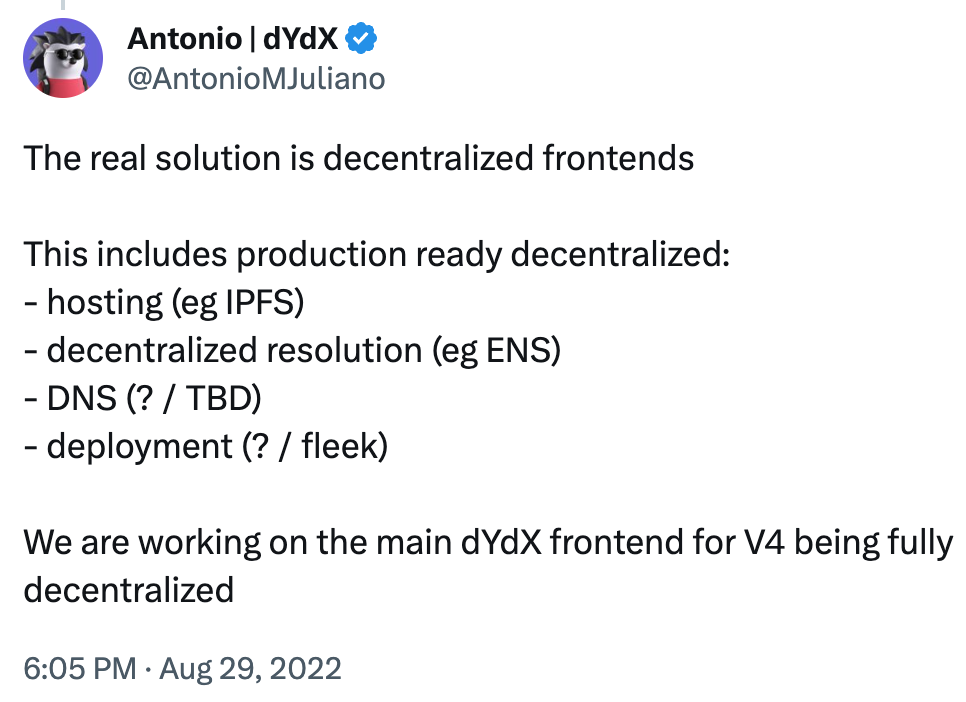 Antonio | dYdX
@AntonioMJuliano
The real solution is decentralized frontends
This includes production ready decentralized:
- hosting (eg IPFS)
- decentralized resolution (eg ENS)
- DNS (? / TBD)
- deployment (? / fleek)
We are working on the main dYdX frontend for V4 being fully
decentralized
6:05 PM · Aug 29, 2022